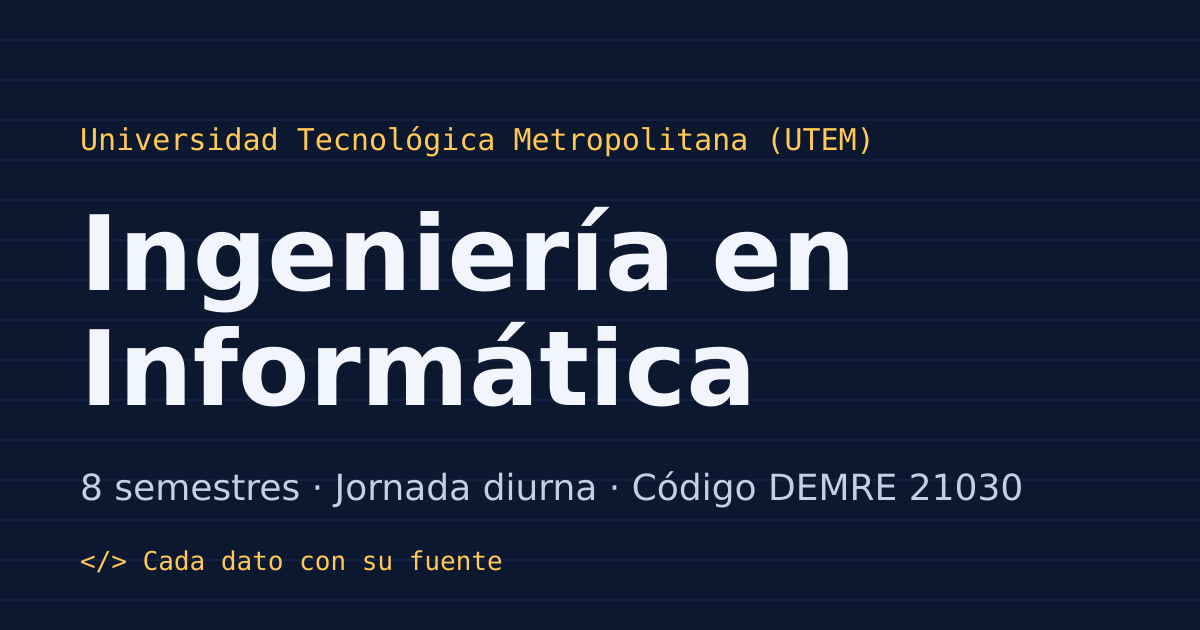 Universidad Tecnológica Metropolitana (UTEM)
Ingeniería en
Informática
8 semestres · Jornada diurna · Código DEMRE 21030
</> Cada dato con su fuente